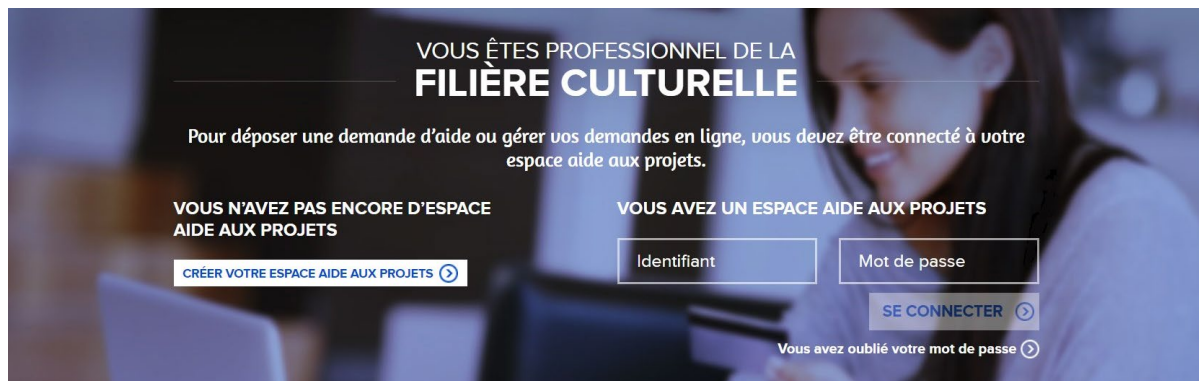 VOUS ÊTES PROFESSIONNEL DE LA
FILIÈRE CULTURELLE
Pour déposer une demande d'aide ou gérer vos demandes en ligne, vous devez être connecté à votre
espace aide aux projets.
VOUS N'AVEZ PAS ENCORE D'ESPACE
AIDE AUX PROJETS
CRÉER VOTRE ESPACE AIDE AUX PROJETS
VOUS AVEZ UN ESPACE AIDE AUX PROJETS
Identifiant
Mot de passe
SE CONNECTER
Vous avez oublié votre mot de passe